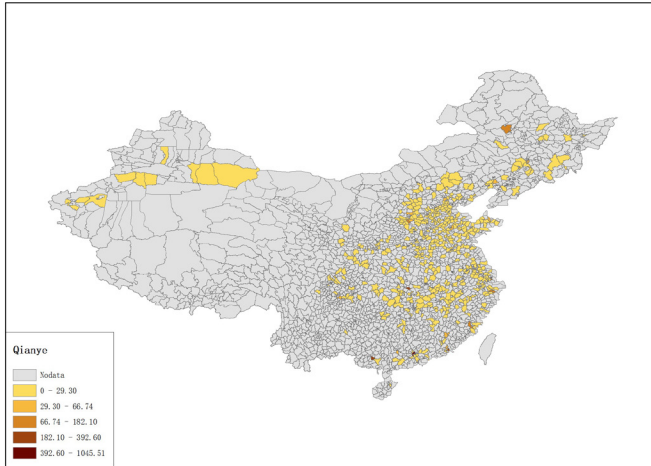 Qianye
Nodata
0 - 29.30
29.30 - 66.74
66.74 - 182.10
182.10 - 392.60
392.60 - 1045.51